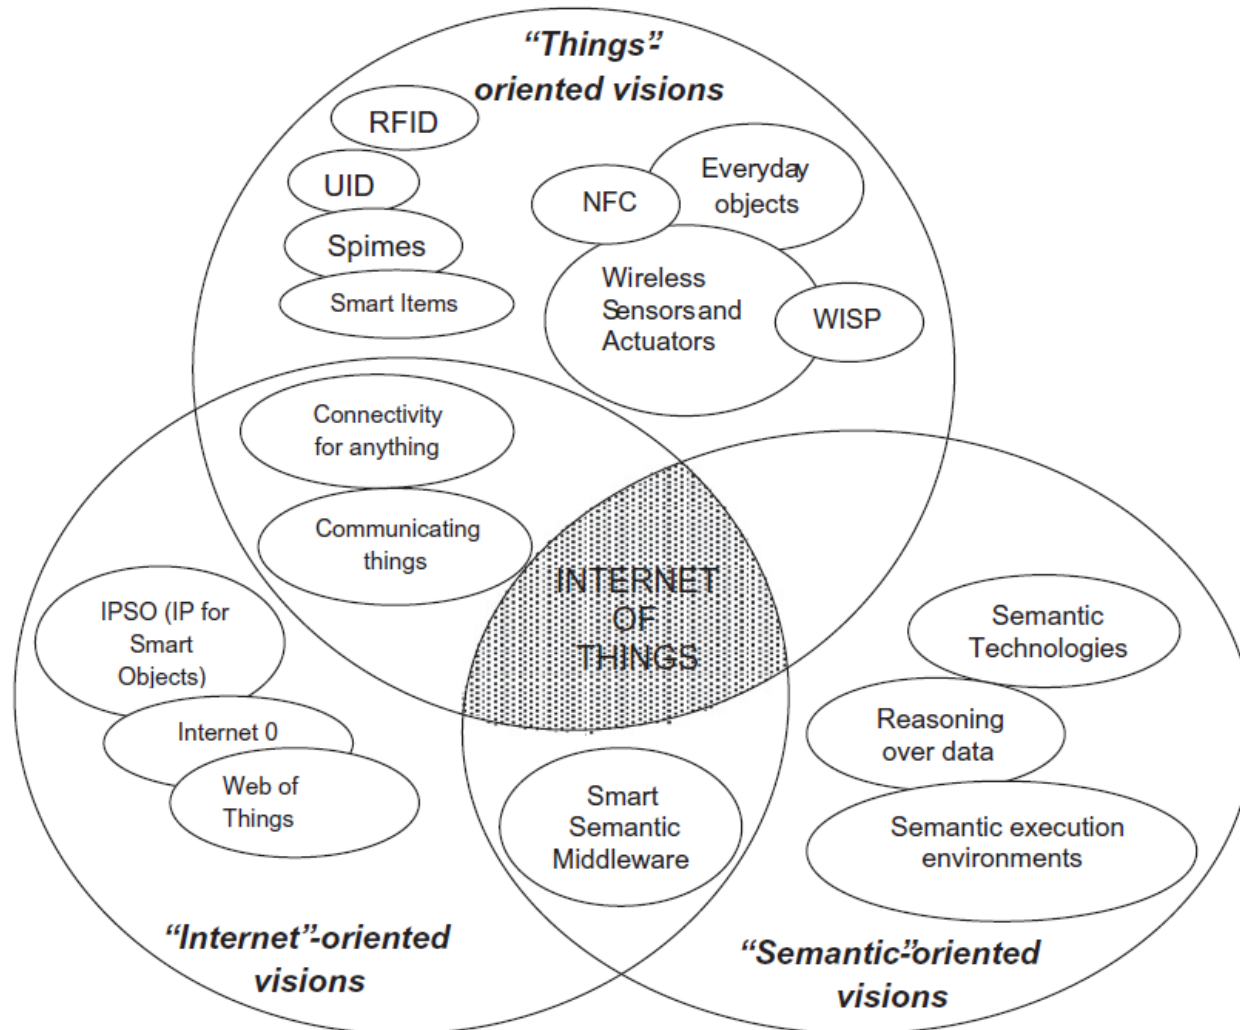 “Things”-
oriented visions
RFID
UID
Spimes
Smart Items
NFC
Everyday
objects
Wireless
Sensors and
Actuators
WISP
Connectivity
for anything
Communicating
things
INTERNET
OF
THINGS
IPSO (IP for
Smart
Objects)
Internet 0
Web of
Things
Semantic
Technologies
Reasoning
over data
Semantic execution
environments
Smart
Semantic
Middleware
“Internet”-oriented
visions
“Semantic”-oriented
visions